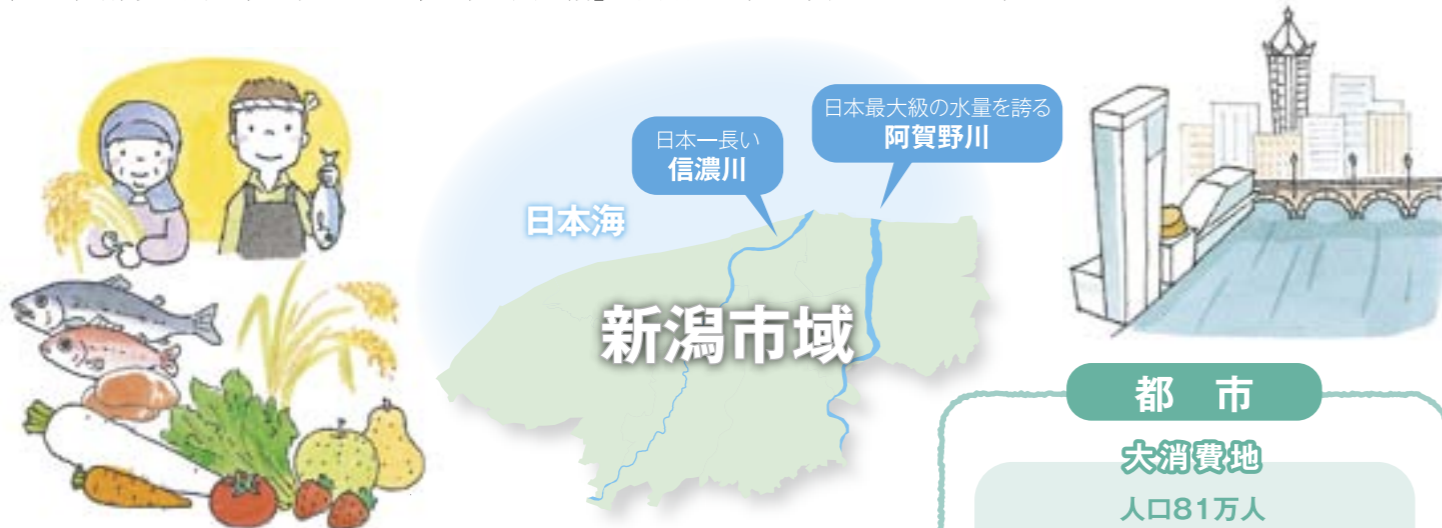 日本一長い
信濃川
日本最大級の水量を誇る
阿賀野川
日本海
新潟市域
都 市
大消費地
人口81万人